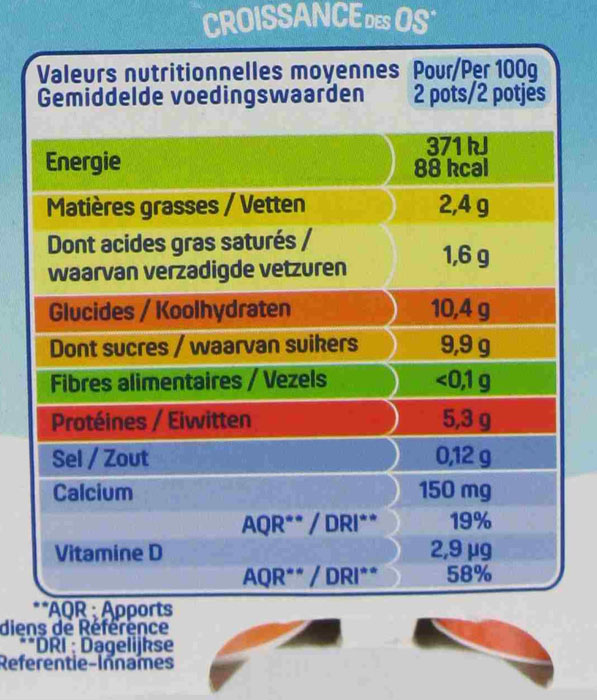 CROISSANCE DES OS*
Valeurs nutritionnelles moyennes Pour/Per 100g
Gemiddelde voedingswaarden 2 pots/2 potjes
Energie 371 kJ
88 kcal
Matières grasses / Vetten 2,4 g
Dont acides gras saturés /
waarvan verzadigde vetzuren 1,6 g
Glucides / Koolhydraten 10,4 g
Dont sucres / waarvan suikers 9,9 g
Fibres alimentaires / Vezels <0,1 g
Protéines / Eiwitten 5,3 g
Sel / Zout 0,12 g
Calcium 150 mg
AQR** / DRI** 19%
Vitamine D 2,9 µg
AQR** / DRI** 58%
**AQR : Apports
diens de Référence
**DRI : Dagelijkse
Referentie-Innames